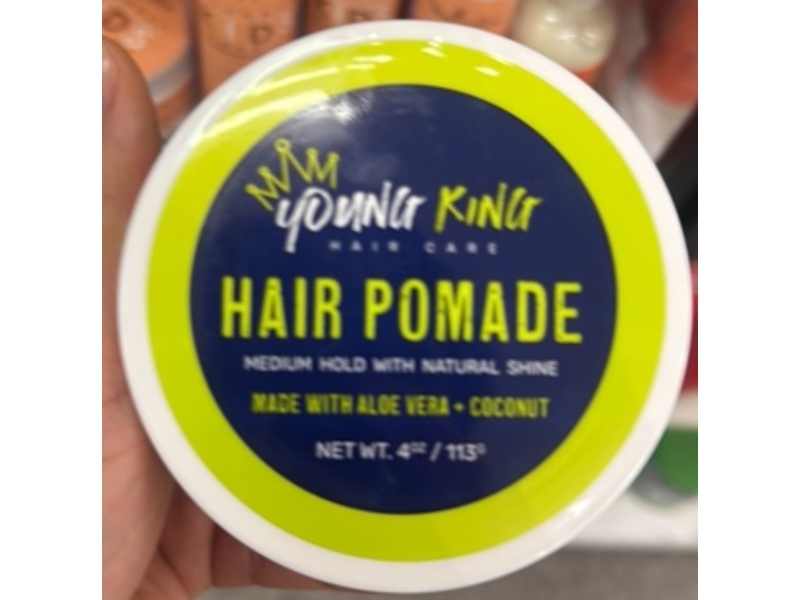 YOUNG KING
HAIR CARE
HAIR POMADE
MEDIUM HOLD WITH NATURAL SHINE
MADE WITH ALOE VERA + COCONUT
NET WT. 4OZ / 113G